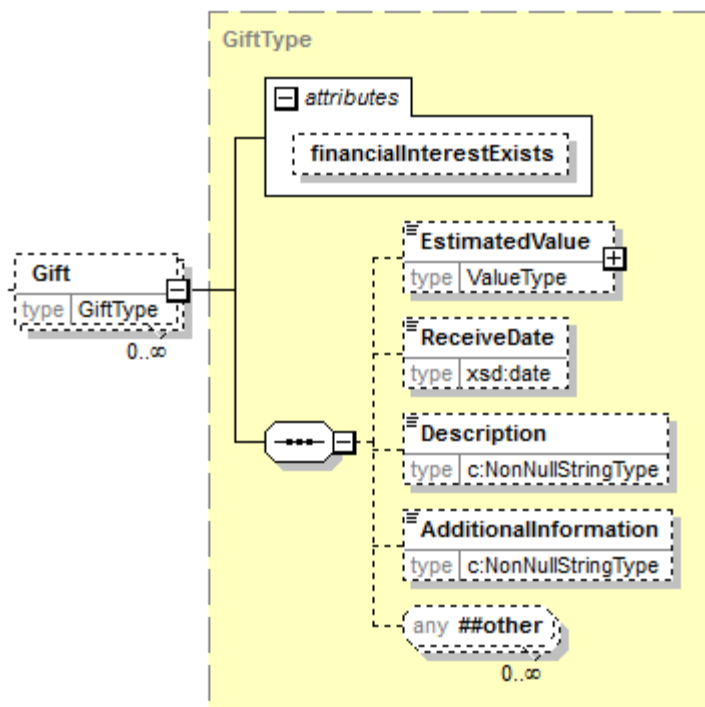 GiftType
attributes
financialInterestExists
EstimatedValue
type ValueType
Gift
type GiftType
0..∞
ReceiveDate
type xsd:date
Description
type c:NonNullStringType
AdditionalInformation
type c:NonNullStringType
any ##other
0..∞